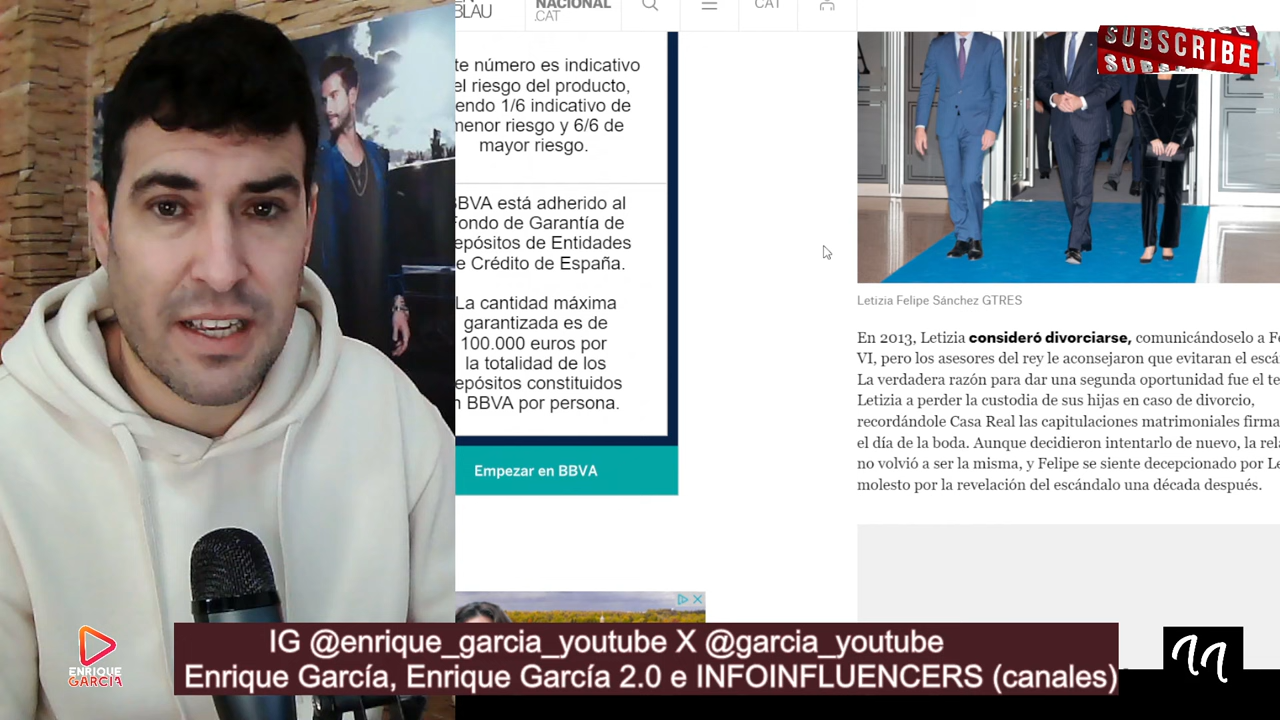 BLAU
NACIONAL
.CAT
CAT
SUBSCRIBE
te número es indicativo
el riesgo del producto,
endo 1/6 indicativo de
menor riesgo y 6/6 de
mayor riesgo.
BBVA está adherido al
Fondo de Garantía de
epósitos de Entidades
e Crédito de España.
La cantidad máxima
garantizada es de
100.000 euros por
la totalidad de los
epósitos constituidos
n BBVA por persona.
Empezar en BBVA
Letizia Felipe Sánchez GTRES
En 2013, Letizia consideró divorciarse, comunicándoselo a Fe
VI, pero los asesores del rey le aconsejaron que evitaran el escá
La verdadera razón para dar una segunda oportunidad fue el te
Letizia a perder la custodia de sus hijas en caso de divorcio,
recordándole Casa Real las capitulaciones matrimoniales firma
el día de la boda. Aunque decidieron intentarlo de nuevo, la rela
no volvió a ser la misma, y Felipe se siente decepcionado por Le
molesto por la revelación del escándalo una década después.
IG @enrique_garcia_youtube X @garcia_youtube
Enrique García, Enrique García 2.0 e INFOINFLUENCERS (canales)
ENRIQUE
GARCÍA